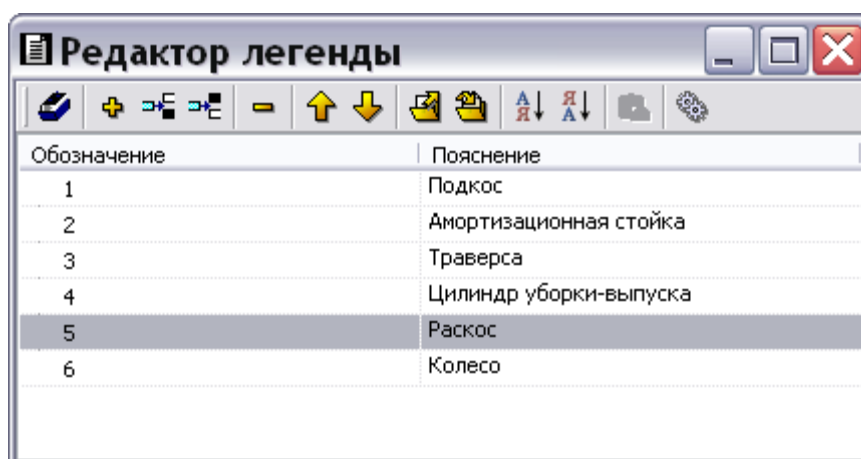 Редактор легенды
А
Я
Я
А
Обозначение Пояснение
1 Подкос
2 Амортизационная стойка
3 Траверса
4 Цилиндр уборки-выпуска
5 Раскос
6 Колесо